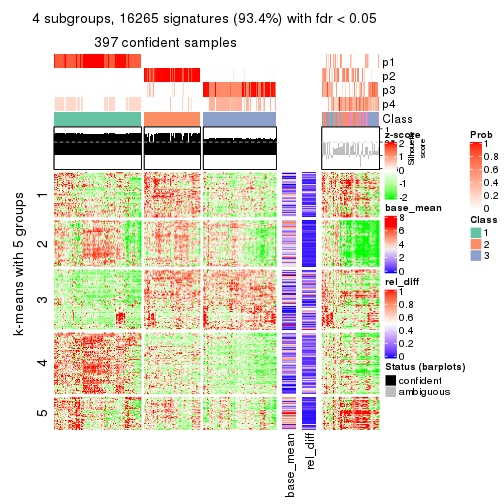 4 subgroups, 16265 signatures (93.4%) with fdr < 0.05
397 confident samples
p1
p2
p3
p4
Class
1
Silhouette
score
z-score
2
1
0
-1
-2
Prob
1
0.8
0.6
0.4
0.2
0
Class
1
2
3
base_mean
8
6
4
2
0
rel_diff
1
0.8
0.6
0.4
0.2
0
Status (barplots)
confident
ambiguous
k-means with 5 groups
1
2
3
4
5
base_mean
rel_diff